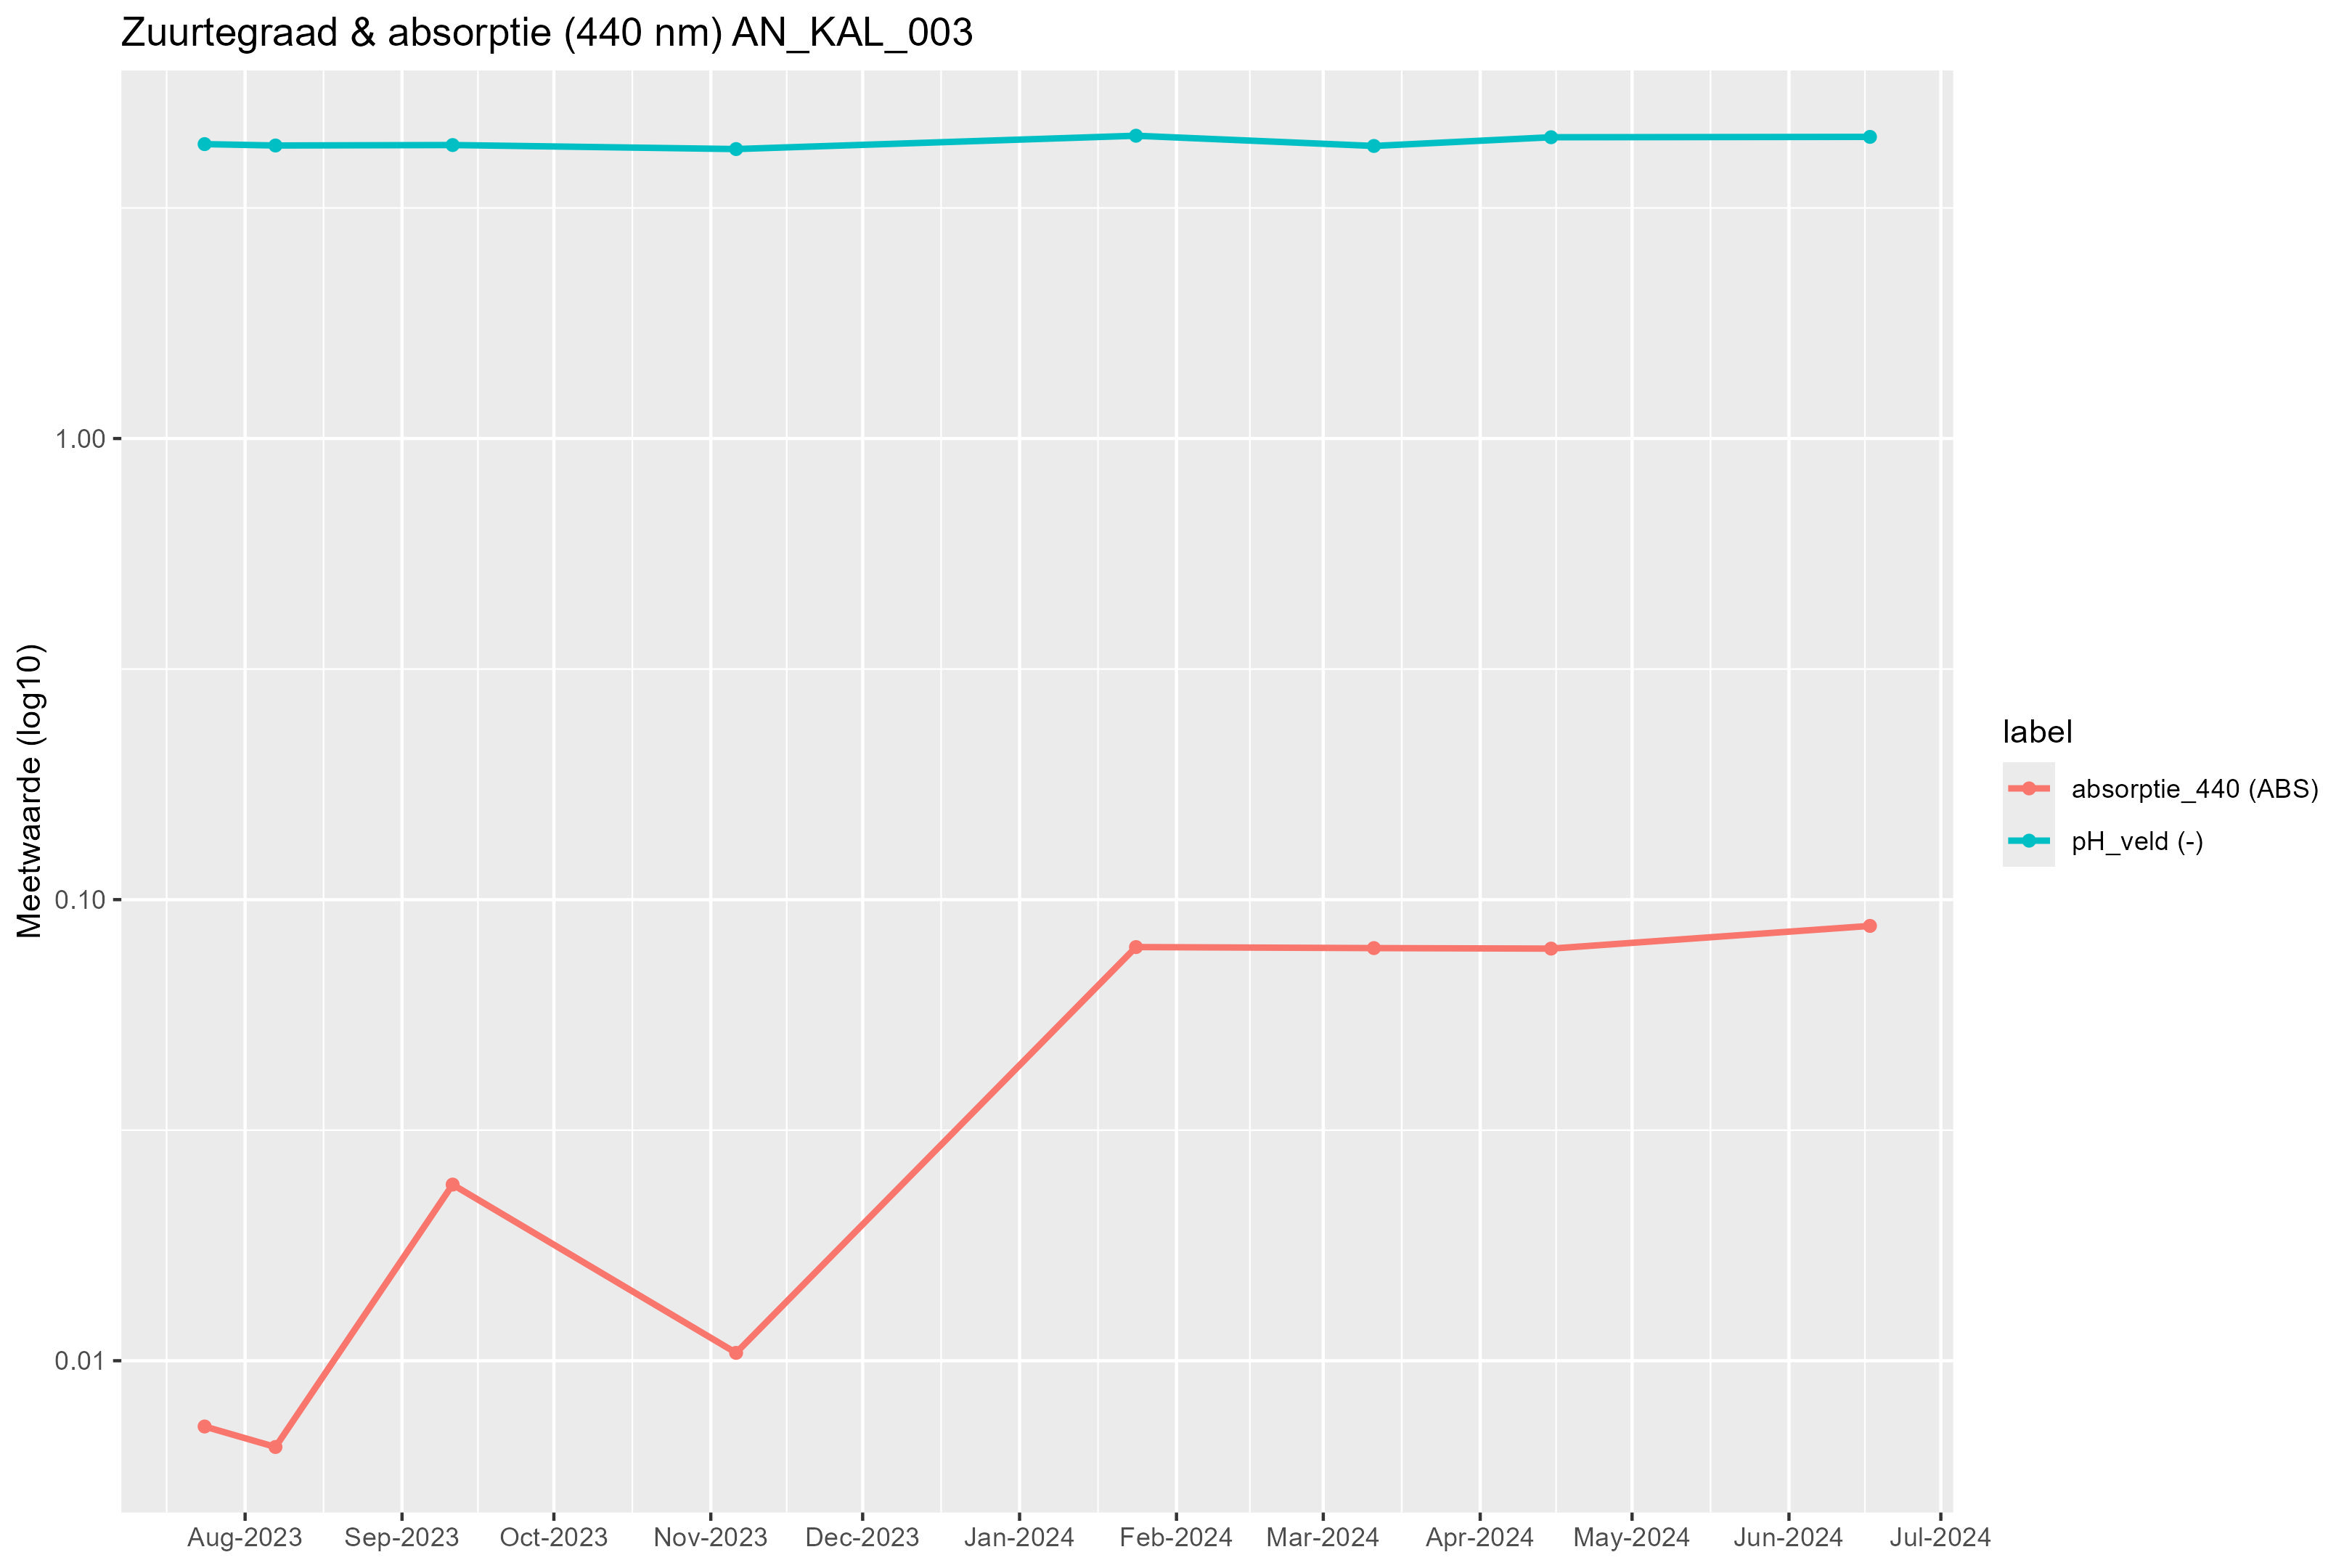 Zuurtegraad & absorptie (440 nm) AN_KAL_003
Meetwaarde (log10)
1.00
0.10
0.01
Aug-2023
Sep-2023
Oct-2023
Nov-2023
Dec-2023
Jan-2024
Feb-2024
Mar-2024
Apr-2024
May-2024
Jun-2024
Jul-2024
label
absorptie_440 (ABS)
pH_veld (-)